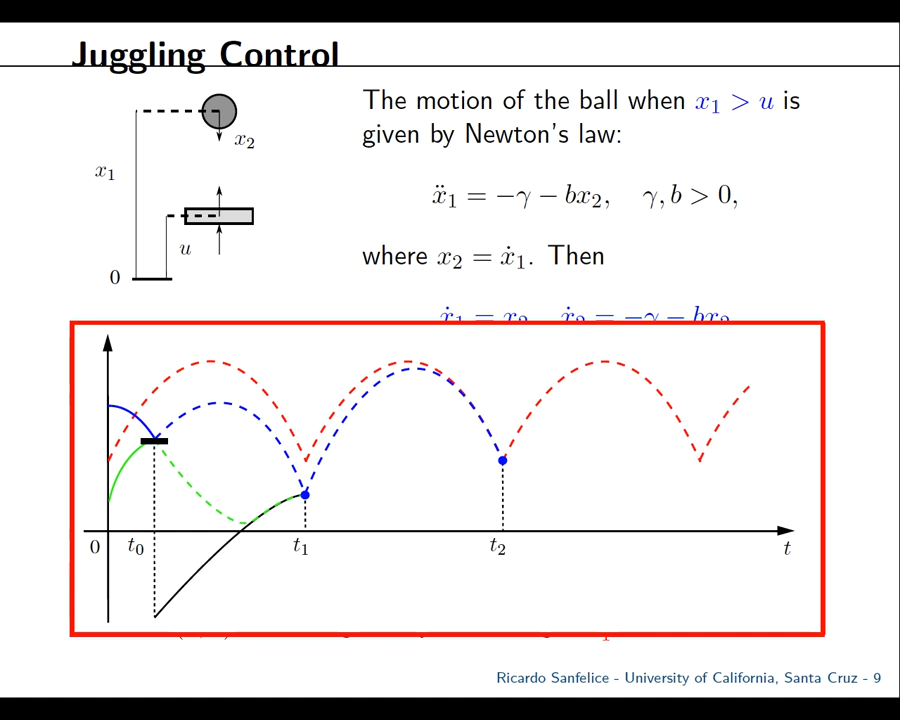 Juggling Control
x₂
x₁
u
0
The motion of the ball when x₁ > u is
given by Newton's law:
ẍ₁ = −γ − bx₂, γ, b > 0,
where x₂ = ẋ₁. Then
ẋ₁ = x₂ ẋ₂ = −γ − bx₂
0 t₀ t₁ t₂ t
Ricardo Sanfelice - University of California, Santa Cruz - 9